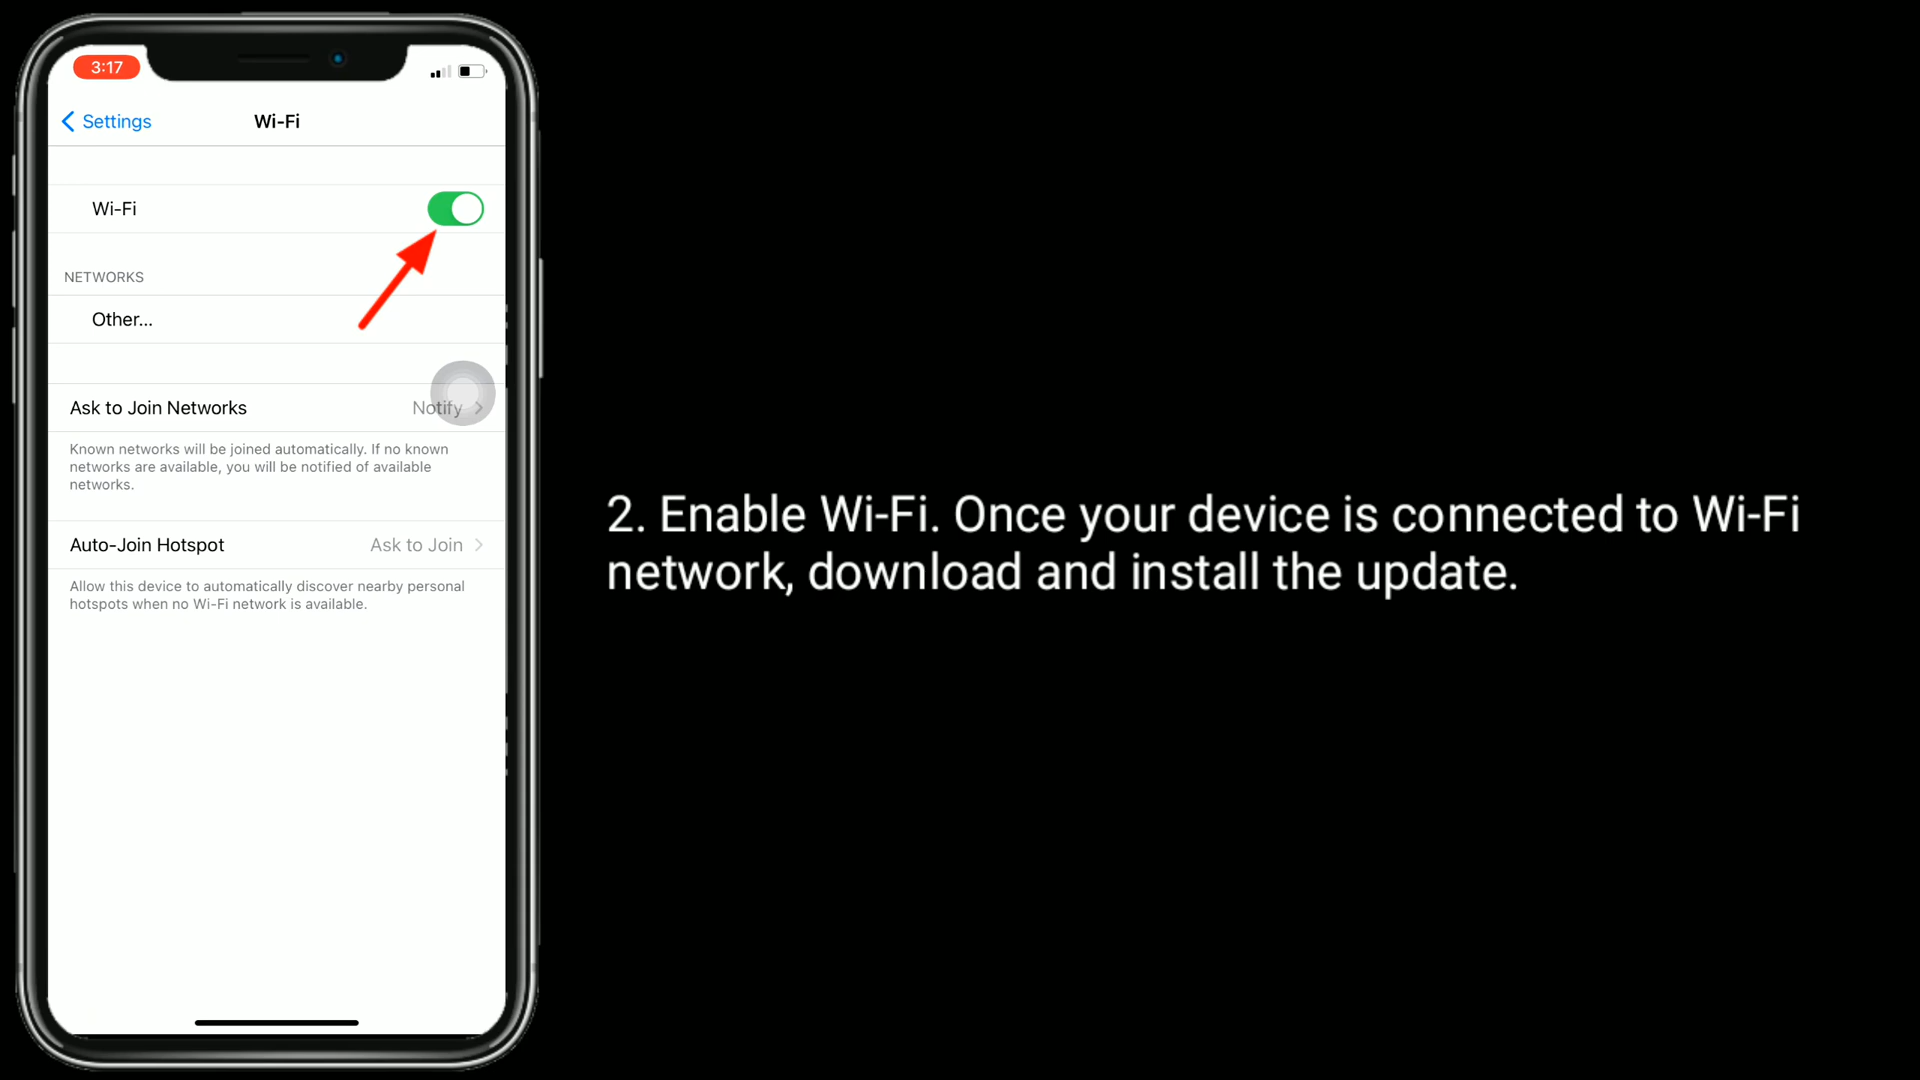 3:17
Settings
Wi-Fi
Wi-Fi
NETWORKS
Other...
Ask to Join Networks Notify
Known networks will be joined automatically. If no known
networks are available, you will be notified of available
networks.
Auto-Join Hotspot Ask to Join
Allow this device to automatically discover nearby personal
hotspots when no Wi-Fi network is available.
2. Enable Wi-Fi. Once your device is connected to Wi-Fi
network, download and install the update.